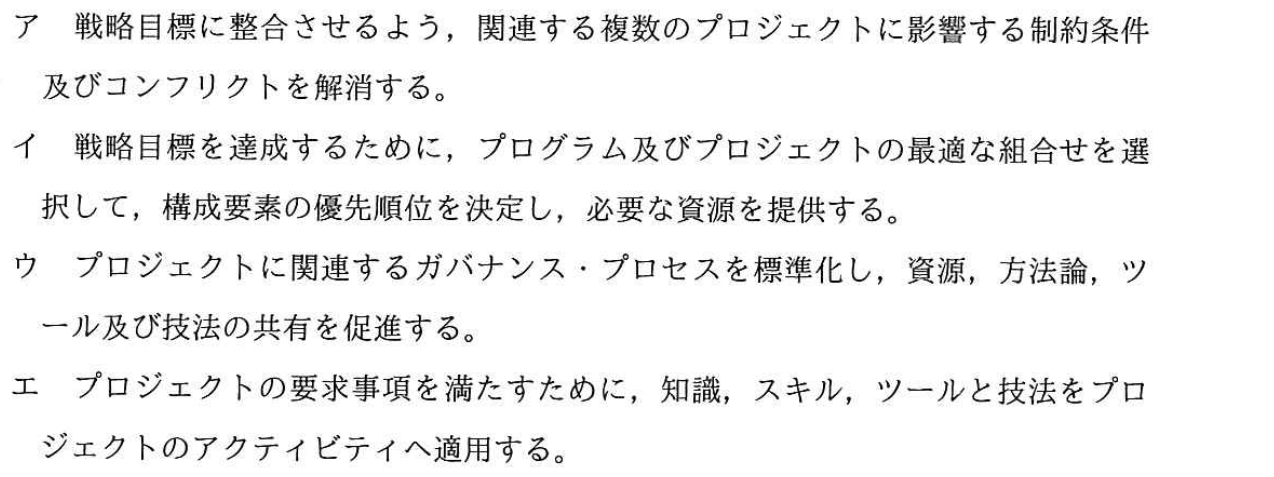 ア　戦略目標に整合させるよう，関連する複数のプロジェクトに影響する制約条件
及びコンフリクトを解消する。
イ　戦略目標を達成するために，プログラム及びプロジェクトの最適な組合せを選
択して，構成要素の優先順位を決定し，必要な資源を提供する。
ウ　プロジェクトに関連するガバナンス・プロセスを標準化し，資源，方法論，ツ
ール及び技法の共有を促進する。
エ　プロジェクトの要求事項を満たすために，知識，スキル，ツールと技法をプロ
ジェクトのアクティビティへ適用する。